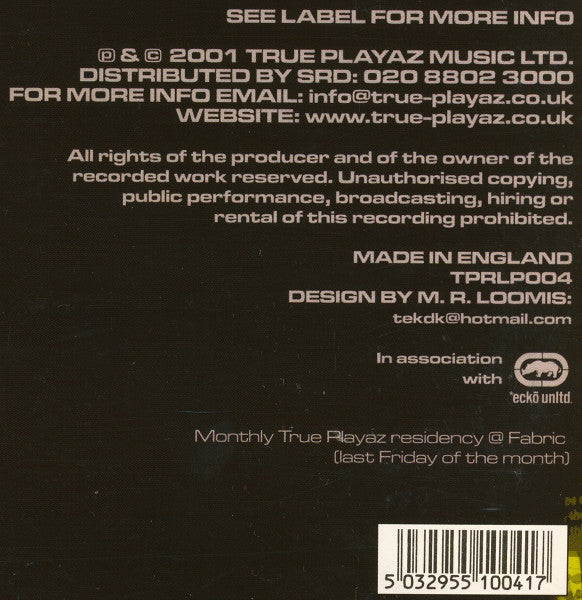 SEE LABEL FOR MORE INFO
℗ & © 2001 TRUE PLAYAZ MUSIC LTD.
DISTRIBUTED BY SRD: 020 8802 3000
FOR MORE INFO EMAIL: info@true-playaz.co.uk
WEBSITE: www.true-playaz.co.uk
All rights of the producer and of the owner of the
recorded work reserved. Unauthorised copying,
public performance, broadcasting, hiring or
rental of this recording prohibited.
MADE IN ENGLAND
TPRLP004
DESIGN BY M. R. LOOMIS:
tekdk@hotmail.com
In association
with
*eckō unltd.
Monthly True Playaz residency @ Fabric
(last Friday of the month)
5 032955 100417